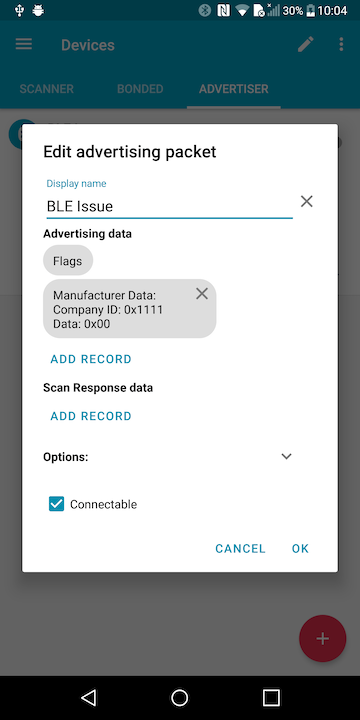 30% 10:04
Devices
SCANNER BONDED ADVERTISER
Edit advertising packet
Display name
BLE Issue
Advertising data
Flags
Manufacturer Data:
Company ID: 0x1111
Data: 0x00
ADD RECORD
Scan Response data
ADD RECORD
Options:
Connectable
CANCEL OK